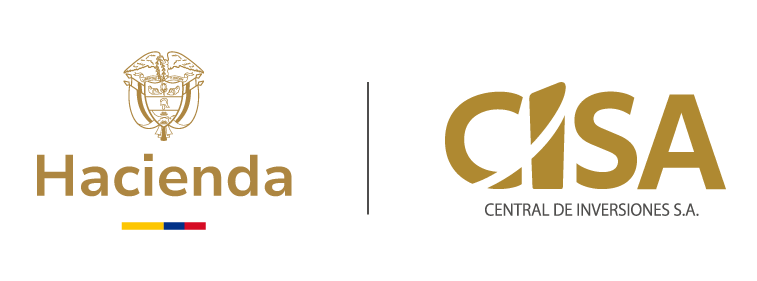 Hacienda
CISA
CENTRAL DE INVERSIONES S.A.